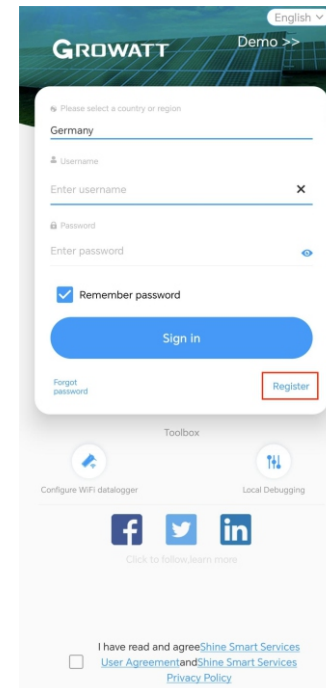 English
GROWATT
Demo >>
Please select a country or region
Germany
Username
Enter username
Password
Enter password
Remember password
Sign in
Forgot
password
Register
Toolbox
Configure WiFi datalogger
Local Debugging
f
in
Click to follow,learn more
I have read and agreeShine Smart Services
User AgreementandShine Smart Services
Privacy Policy